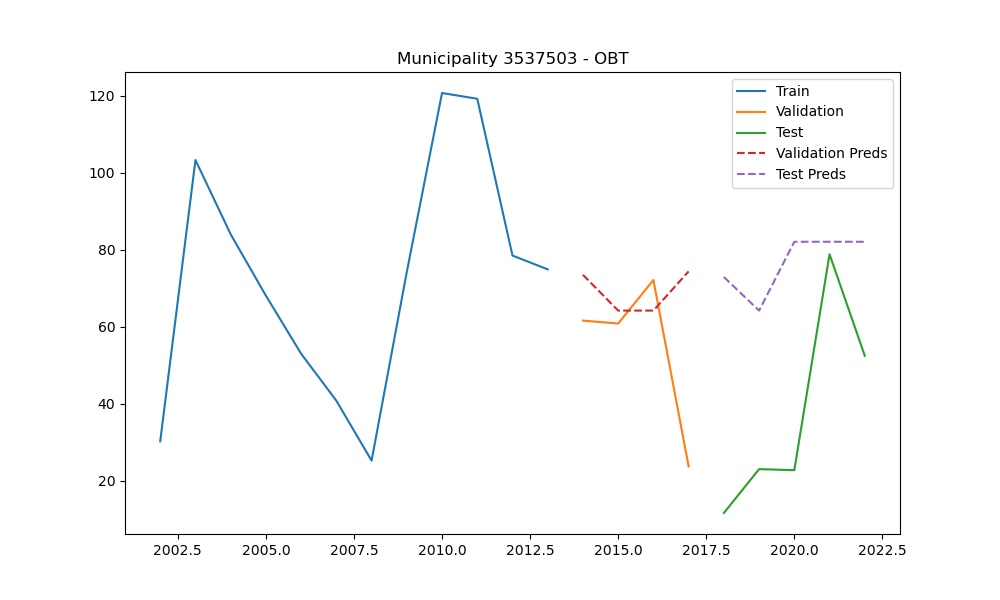 Municipality 3537503 - OBT
Train
Validation
Test
Validation Preds
Test Preds
120
100
80
60
40
20
2002.5 2005.0 2007.5 2010.0 2012.5 2015.0 2017.5 2020.0 2022.5